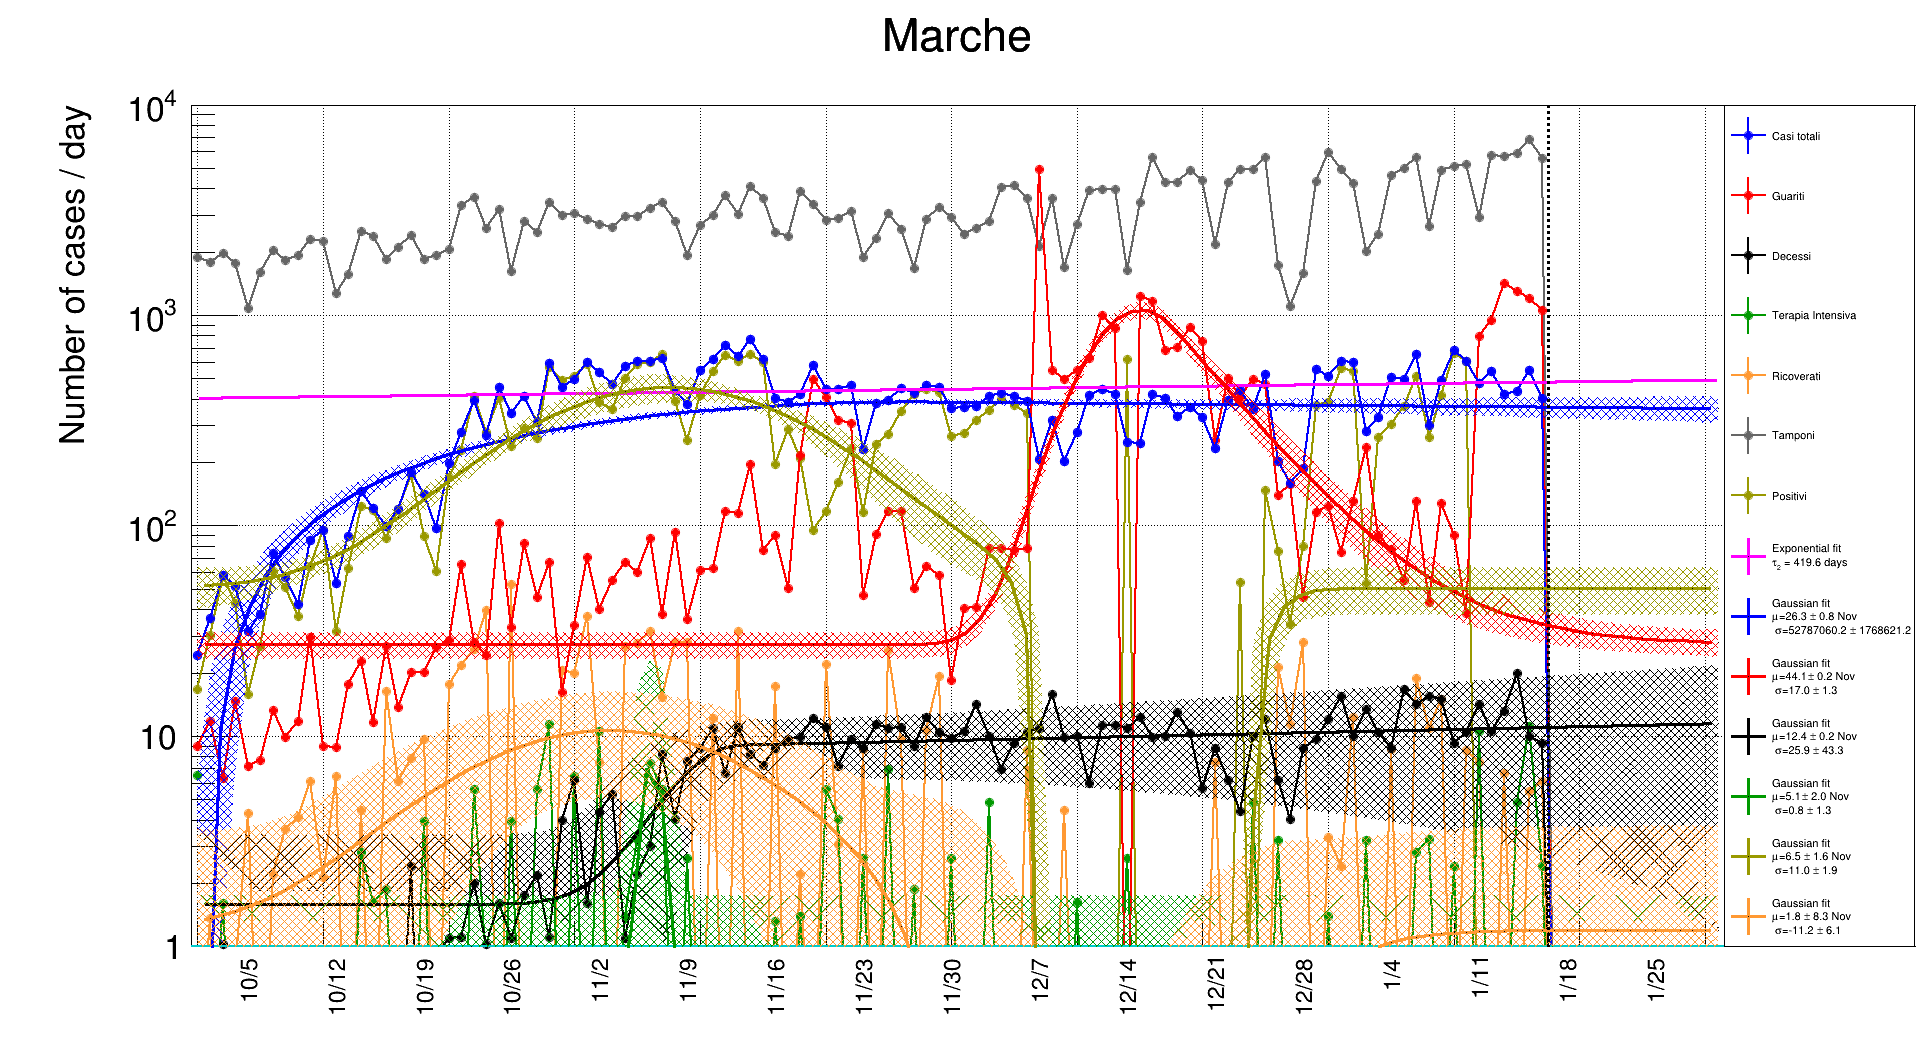 Marche
Number of cases / day
10⁴
10³
10²
10
1
10/5
10/12
10/19
10/26
11/2
11/9
11/16
11/23
11/30
12/7
12/14
12/21
12/28
1/4
1/11
1/18
1/25
Casi totali
Guariti
Decessi
Terapia Intensiva
Ricoverati
Tamponi
Positivi
Exponential fit
τ₂ = 419.6 days
Gaussian fit
μ=26.3 ± 0.8 Nov
σ=52787060.2 ± 1768621.2
Gaussian fit
μ=44.1 ± 0.2 Nov
σ=17.0 ± 1.3
Gaussian fit
μ=12.4 ± 0.2 Nov
σ=25.9 ± 43.3
Gaussian fit
μ=5.1 ± 2.0 Nov
σ=0.8 ± 1.3
Gaussian fit
μ=6.5 ± 1.6 Nov
σ=11.0 ± 1.9
Gaussian fit
μ=1.8 ± 8.3 Nov
σ=-11.2 ± 6.1